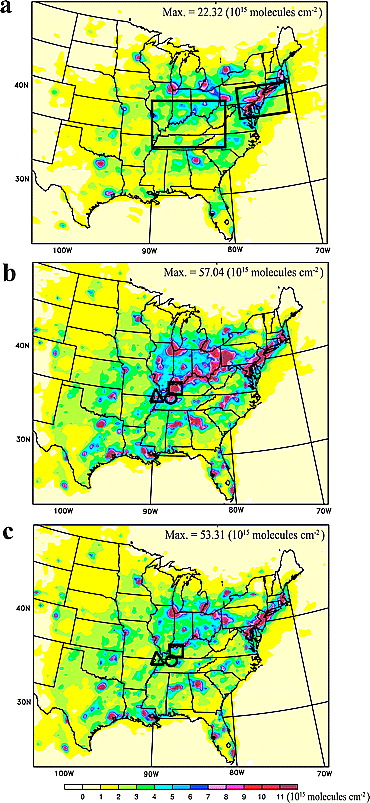 a
Max. = 22.32 (10¹⁵ molecules cm⁻²)
40N
30N
100W 90W 80W 70W
b
Max. = 57.04 (10¹⁵ molecules cm⁻²)
40N
30N
100W 90W 80W 70W
c
Max. = 53.31 (10¹⁵ molecules cm⁻²)
40N
30N
100W 90W 80W 70W
0 1 2 3 4 5 6 7 8 9 10 11 (10¹⁵ molecules cm⁻²)